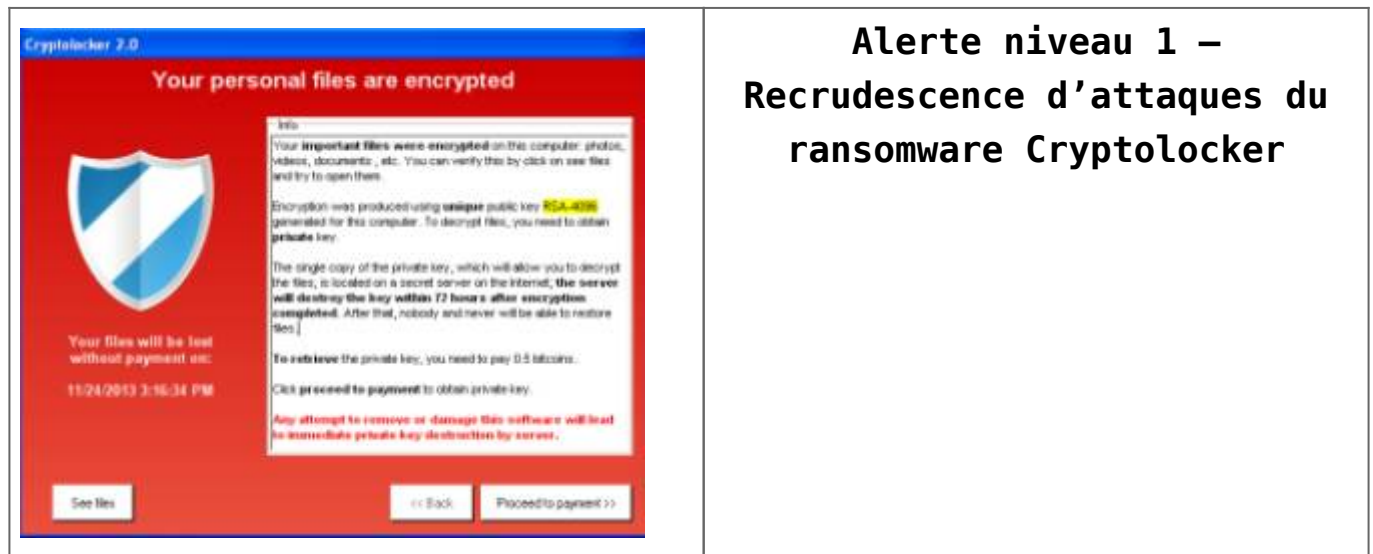 Cryptolocker 2.0
Your personal files are encrypted
Your files will be lost
without payment on:
11/24/2013 3:16:34 PM
Info
Your important files were encrypted on this computer: photos,
videos, documents , etc. You can verify this by click on see files
and try to open them.
Encryption was produced using unique public key RSA-4096
generated for this computer. To decrypt files, you need to obtain
private key.
The single copy of the private key, which will allow you to decrypt
the files, is located on a secret server on the Internet; the server
will destroy the key within 72 hours after encryption
completed. After that, nobody and never will be able to restore
files.
To retrieve the private key, you need to pay 0.5 bitcoins.
Click proceed to payment to obtain private key.
Any attempt to remove or damage this software will lead
to immediate private key destruction by server.
See files
<< Back
Proceed to payment >>
Alerte niveau 1 –
Recrudescence d’attaques du
ransomware Cryptolocker